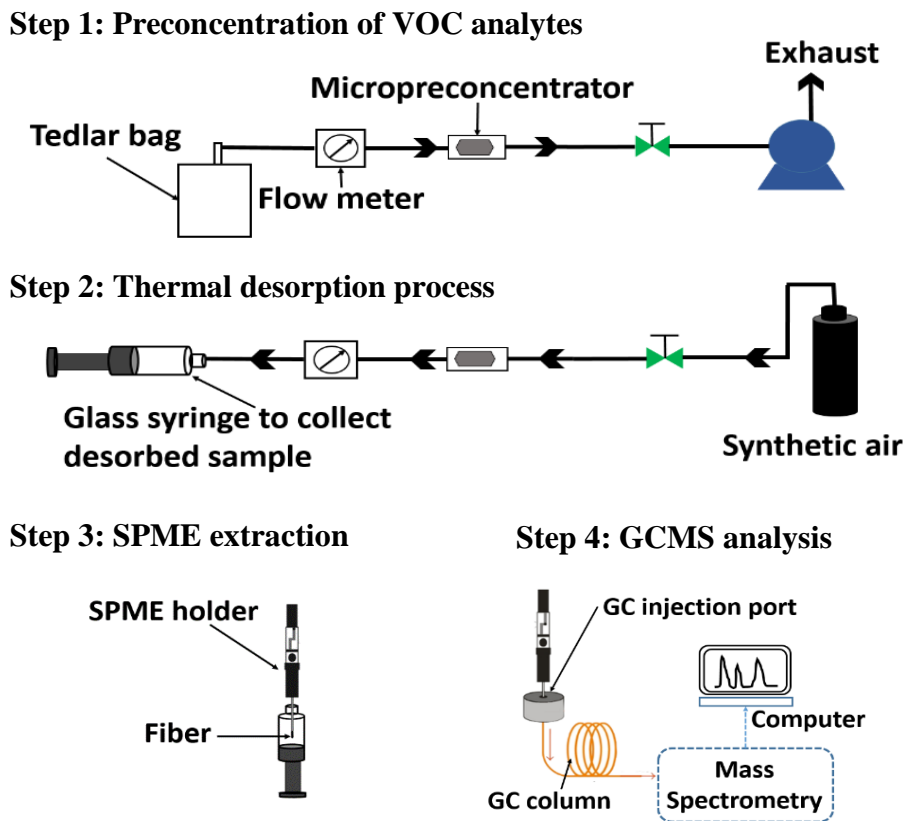 Step 1: Preconcentration of VOC analytes
Exhaust
Micropreconcentrator
Tedlar bag
Flow meter
Step 2: Thermal desorption process
Glass syringe to collect
desorbed sample
Synthetic air
Step 3: SPME extraction
SPME holder
Fiber
Step 4: GCMS analysis
GC injection port
Computer
GC column
Mass
Spectrometry